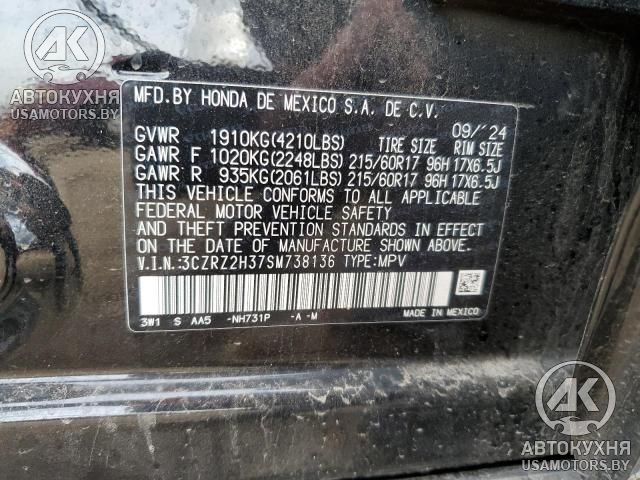 AK
АВТОКУХНЯ
USAMOTORS.BY
MFD.BY HONDA DE MEXICO S.A. DE C.V.
09/'24
GVWR 1910KG(4210LBS) TIRE SIZE RIM SIZE
GAWR F 1020KG(2248LBS) 215/60R17 96H 17X6.5J
GAWR R 935KG(2061LBS) 215/60R17 96H 17X6.5J
THIS VEHICLE CONFORMS TO ALL APPLICABLE
FEDERAL MOTOR VEHICLE SAFETY
AND THEFT PREVENTION STANDARDS IN EFFECT
ON THE DATE OF MANUFACTURE SHOWN ABOVE.
V.I.N.:3CZRZ2H37SM738136 TYPE:MPV
3W1 S AA5 -NH731P -A-M MADE IN MEXICO
AK
АВТОКУХНЯ
USAMOTORS.BY